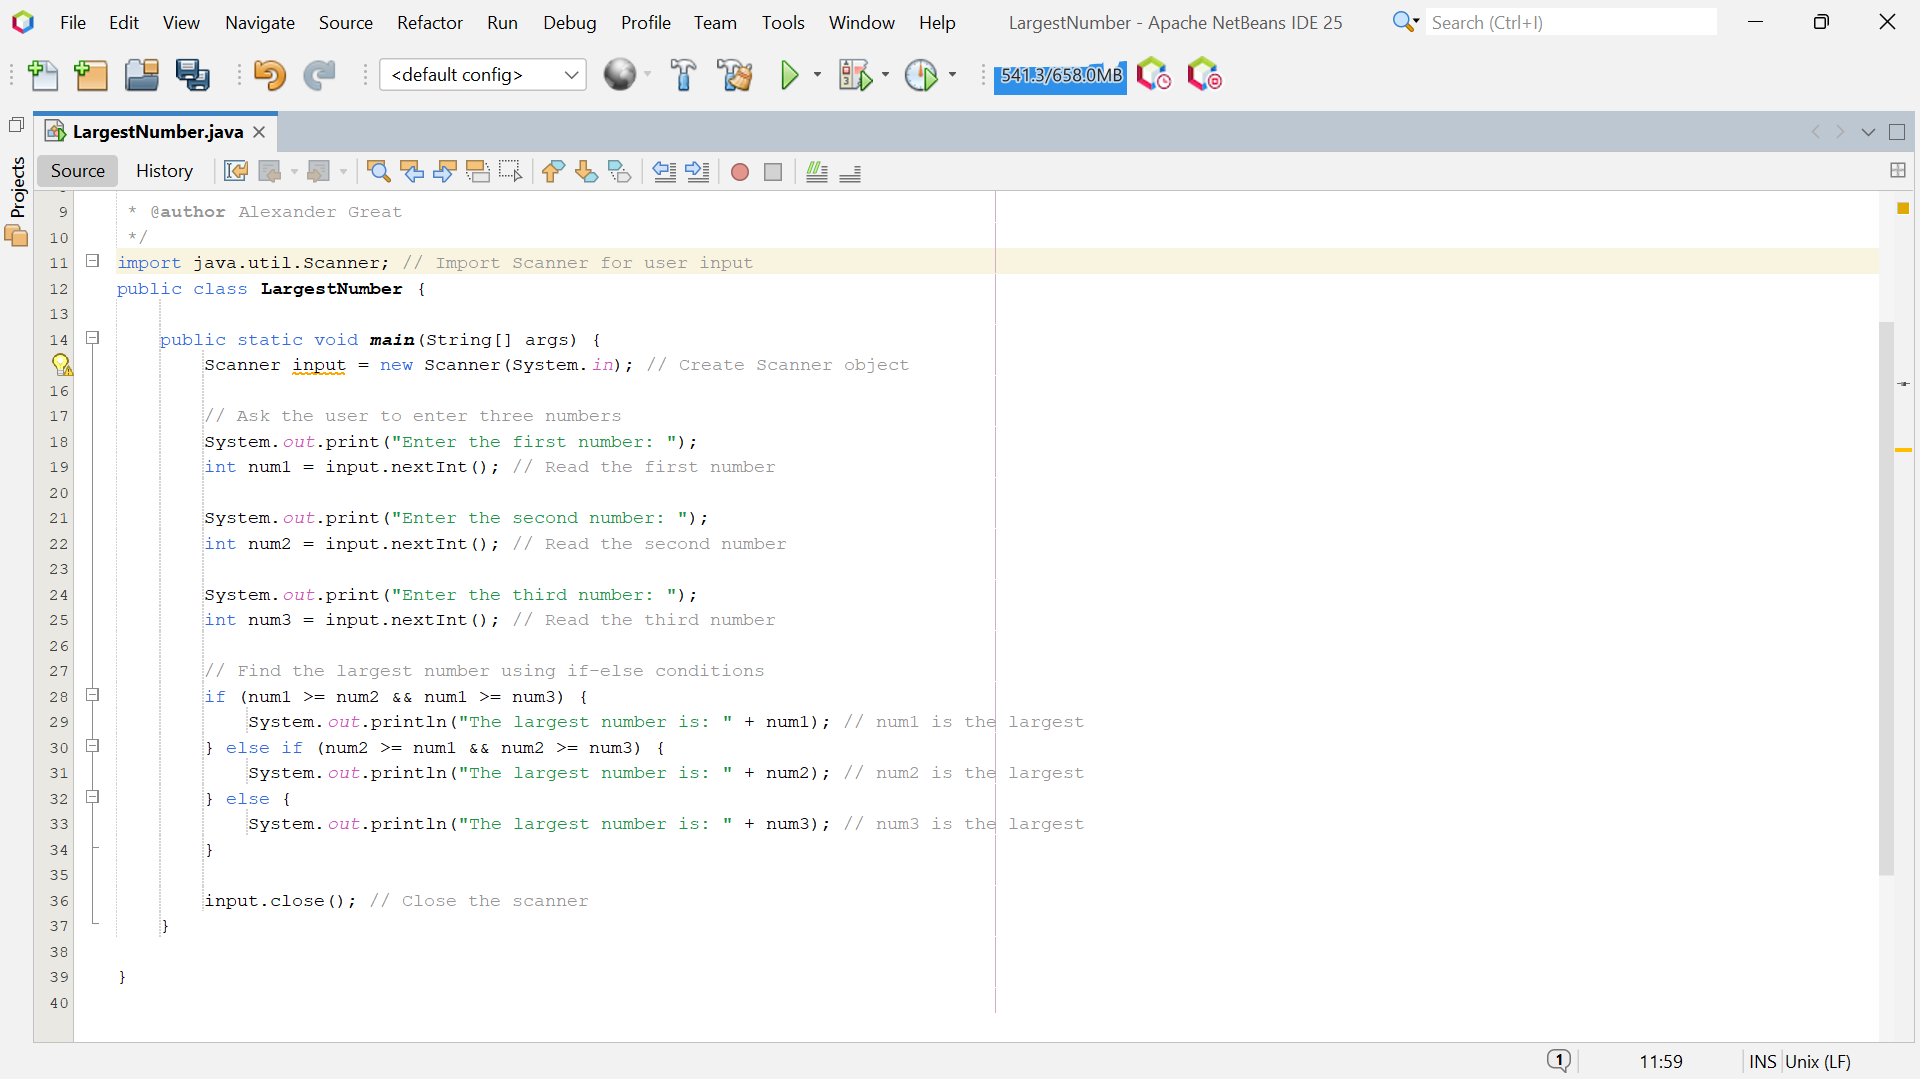 File Edit View Navigate Source Refactor Run Debug Profile Team Tools Window Help LargestNumber - Apache NetBeans IDE 25 Search (Ctrl+I)
<default config> 541.3/658.0MB
LargestNumber.java
Projects
Source History
9 * @author Alexander Great
10 */
11 import java.util.Scanner; // Import Scanner for user input
12 public class LargestNumber {
13
14 public static void main(String[] args) {
Scanner input = new Scanner(System.in); // Create Scanner object
16
17 // Ask the user to enter three numbers
18 System.out.print("Enter the first number: ");
19 int num1 = input.nextInt(); // Read the first number
20
21 System.out.print("Enter the second number: ");
22 int num2 = input.nextInt(); // Read the second number
23
24 System.out.print("Enter the third number: ");
25 int num3 = input.nextInt(); // Read the third number
26
27 // Find the largest number using if-else conditions
28 if (num1 >= num2 && num1 >= num3) {
29 System.out.println("The largest number is: " + num1); // num1 is the largest
30 } else if (num2 >= num1 && num2 >= num3) {
31 System.out.println("The largest number is: " + num2); // num2 is the largest
32 } else {
33 System.out.println("The largest number is: " + num3); // num3 is the largest
34 }
35
36 input.close(); // Close the scanner
37 }
38
39 }
40
1 11:59 INS Unix (LF)